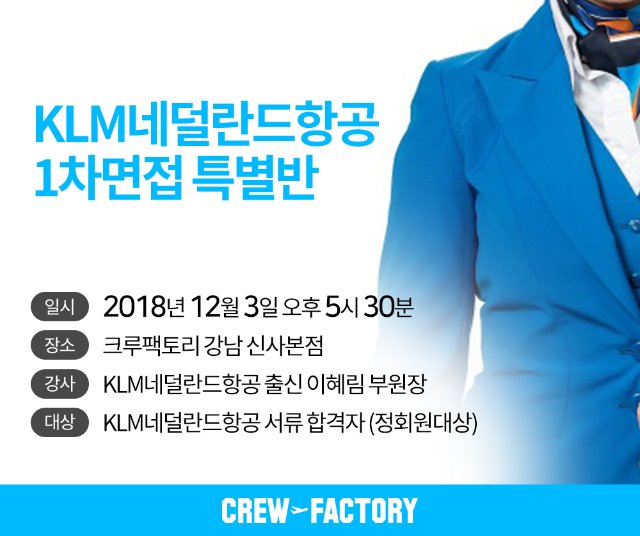 KLM네덜란드항공
1차면접 특별반
일시 2018년 12월 3일 오후 5시 30분
장소 크루팩토리 강남 신사본점
강사 KLM네덜란드항공 출신 이혜림 부원장
대상 KLM네덜란드항공 서류 합격자 (정회원대상)
CREW FACTORY